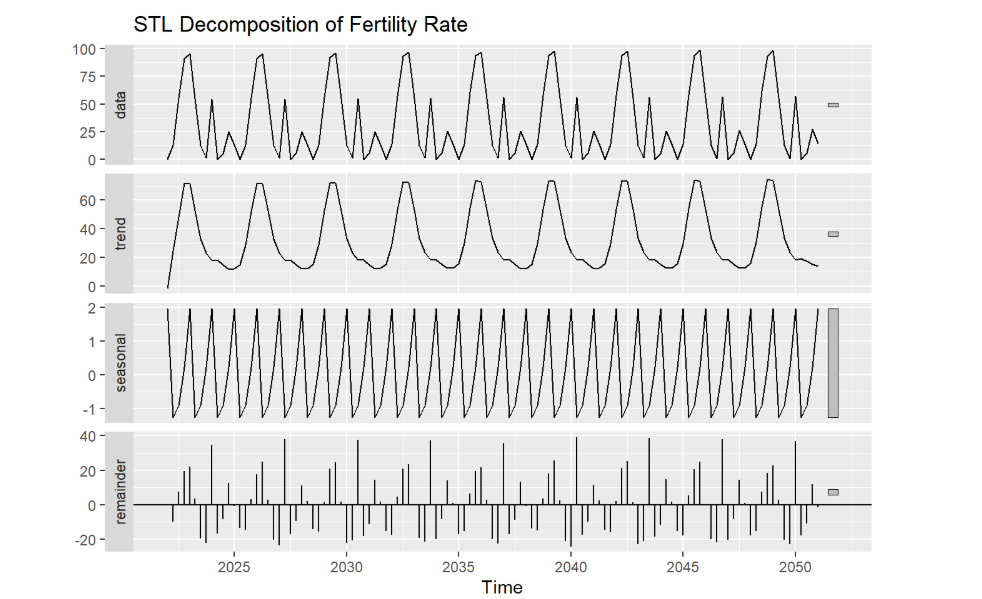 STL Decomposition of Fertility Rate
data
100
75
50
25
0
trend
60
40
20
0
seasonal
2
1
0
-1
remainder
40
20
0
-20
2025 2030 2035 2040 2045 2050
Time